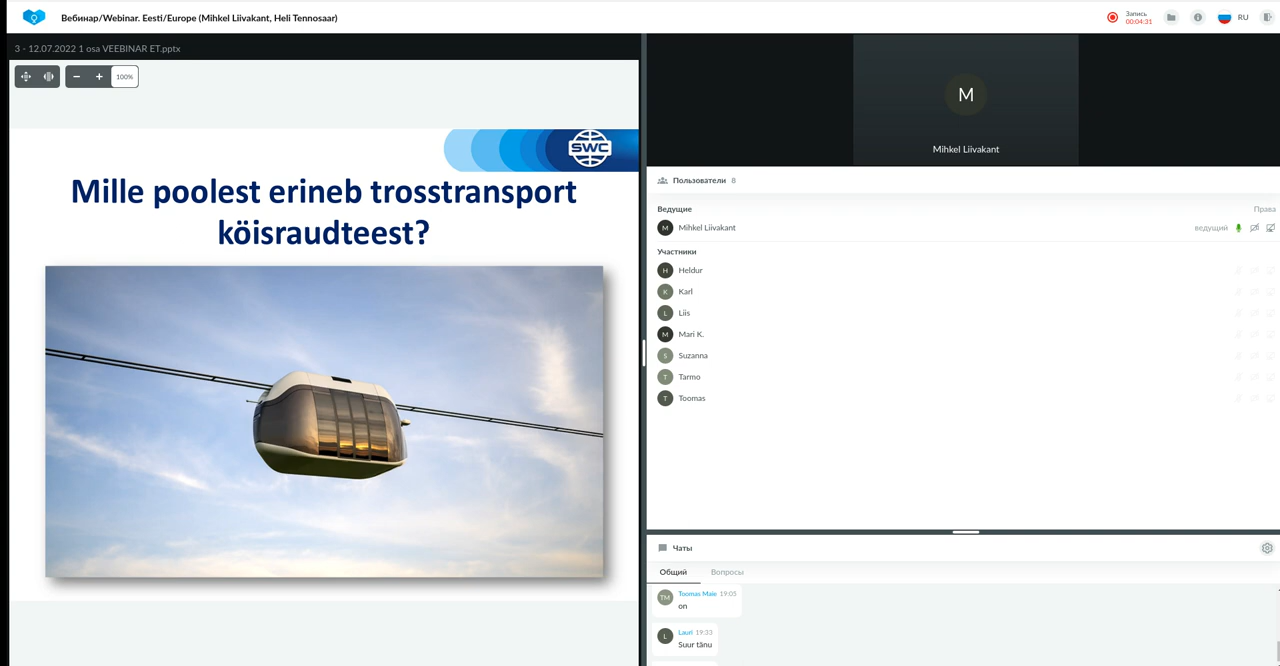 Вебинар/Webinar. Eesti/Europe (Mihkel Liivakant, Heli Tennosaar)
Запись
00:04:31
RU
3 - 12.07.2022 1 osa VEEBINAR ET.pptx
100%
SWC
Mille poolest erineb trosstransport
köisraudteest?
M
Mihkel Liivakant
Пользователи 8
Ведущие Права
M Mihkel Liivakant ведущий
Участники
H Heldur
K Karl
L Liis
M Mari K.
S Suzanna
T Tarmo
T Toomas
Чаты
Общий Вопросы
TM Toomas Maie 19:05
on
L Lauri 19:33
Suur tänu